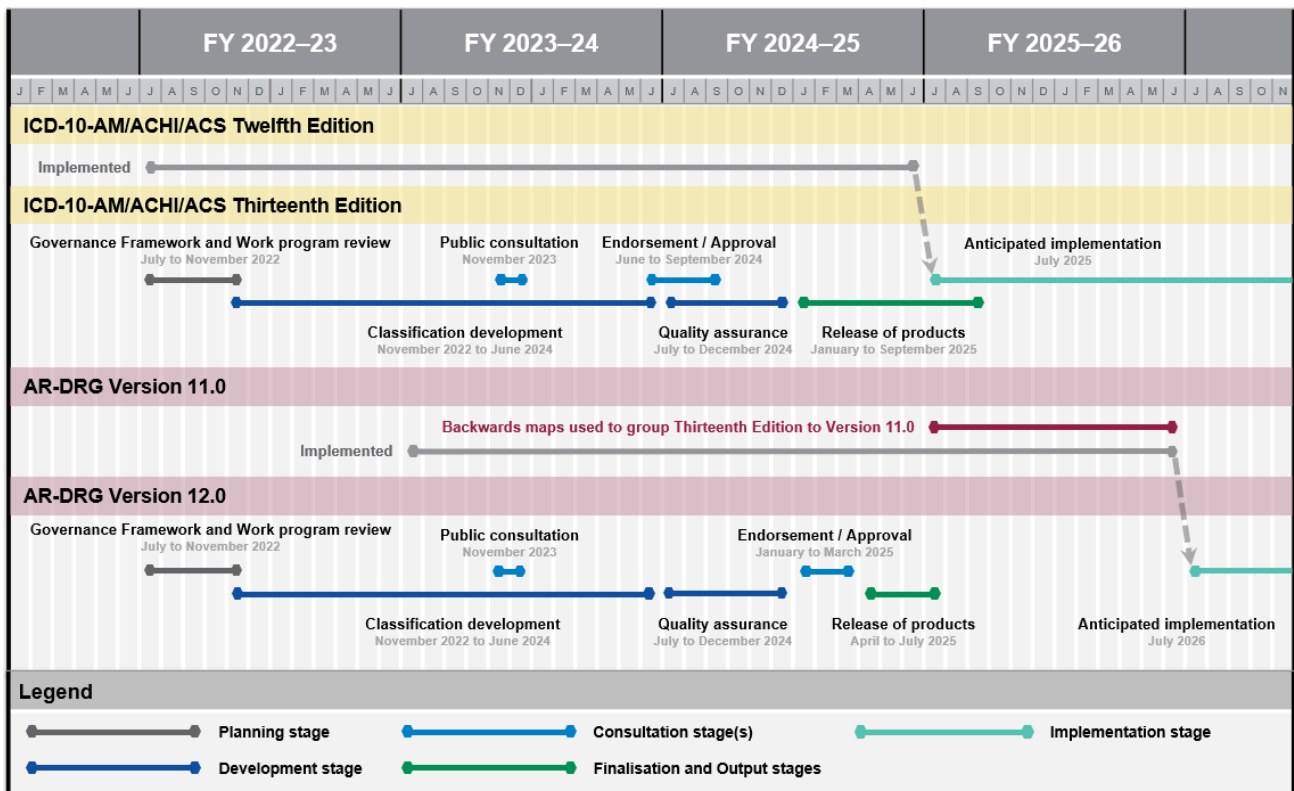 FY 2022–23 FY 2023–24 FY 2024–25 FY 2025–26
J F M A M J J A S O N D J F M A M J J A S O N D J F M A M J J A S O N D J F M A M J J A S O N D J F M A M J J A S O N
ICD-10-AM/ACHI/ACS Twelfth Edition
Implemented
ICD-10-AM/ACHI/ACS Thirteenth Edition
Governance Framework and Work program review
July to November 2022
Public consultation
November 2023
Endorsement / Approval
June to September 2024
Anticipated implementation
July 2025
Classification development
November 2022 to June 2024
Quality assurance
July to December 2024
Release of products
January to September 2025
AR-DRG Version 11.0
Backwards maps used to group Thirteenth Edition to Version 11.0
Implemented
AR-DRG Version 12.0
Governance Framework and Work program review
July to November 2022
Public consultation
November 2023
Endorsement / Approval
January to March 2025
Classification development
November 2022 to June 2024
Quality assurance
July to December 2024
Release of products
April to July 2025
Anticipated implementation
July 2026
Legend
Planning stage
Consultation stage(s)
Implementation stage
Development stage
Finalisation and Output stages